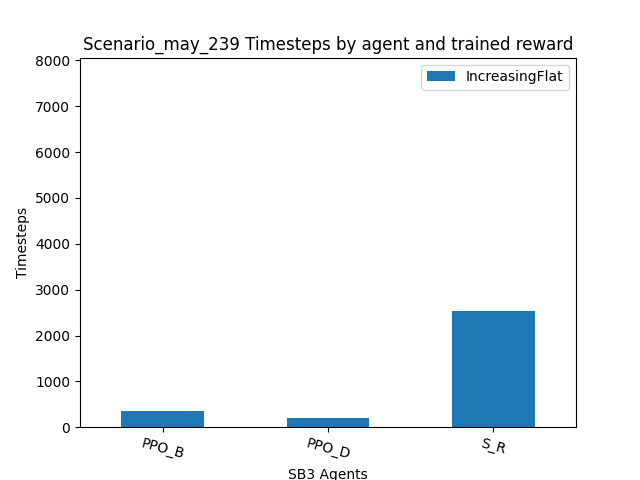 Scenario_may_239 Timesteps by agent and trained reward
IncreasingFlat
8000
7000
6000
5000
4000
3000
2000
1000
0
Timesteps
PPO_B
PPO_D
S_R
SB3 Agents